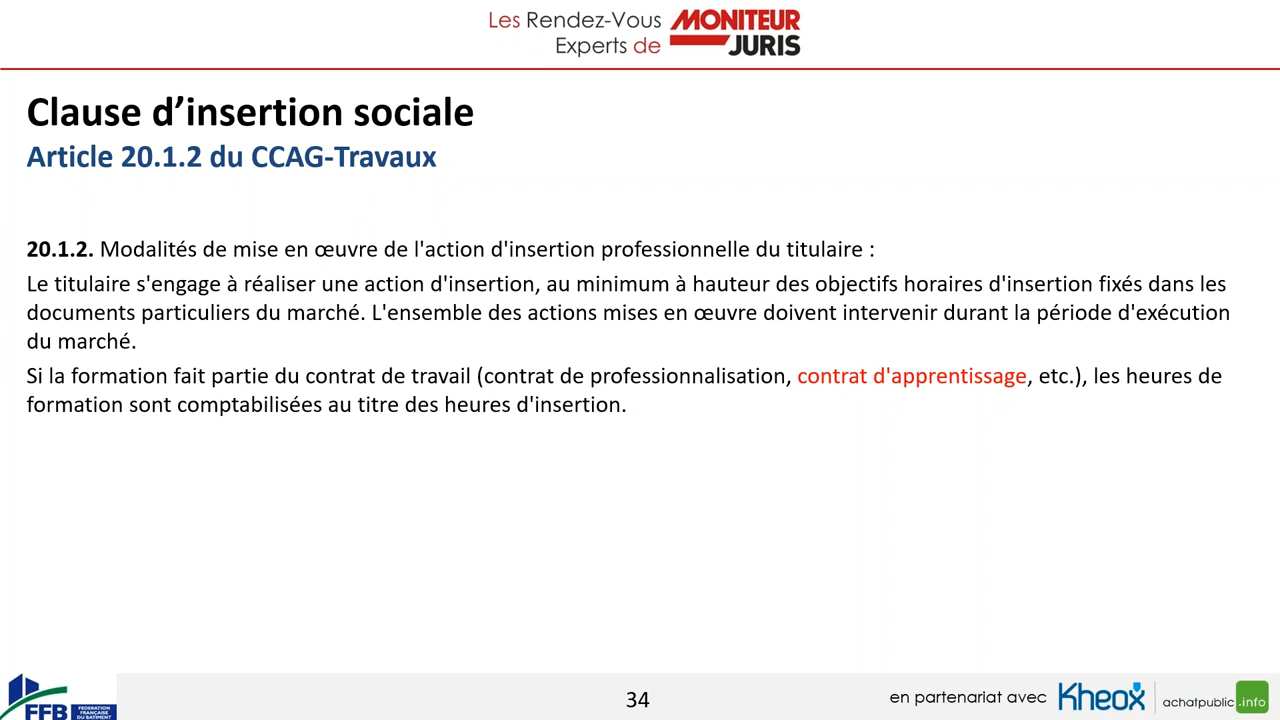 Les Rendez-Vous
Experts de
MONITEUR
JURIS
Clause d’insertion sociale
Article 20.1.2 du CCAG-Travaux
20.1.2. Modalités de mise en œuvre de l'action d'insertion professionnelle du titulaire :
Le titulaire s'engage à réaliser une action d'insertion, au minimum à hauteur des objectifs horaires d'insertion fixés dans les
documents particuliers du marché. L'ensemble des actions mises en œuvre doivent intervenir durant la période d'exécution
du marché.
Si la formation fait partie du contrat de travail (contrat de professionnalisation, contrat d'apprentissage, etc.), les heures de
formation sont comptabilisées au titre des heures d'insertion.
FFB
FEDERATION
FRANÇAISE
DU BATIMENT
34
en partenariat avec
Kheox
achatpublic.info